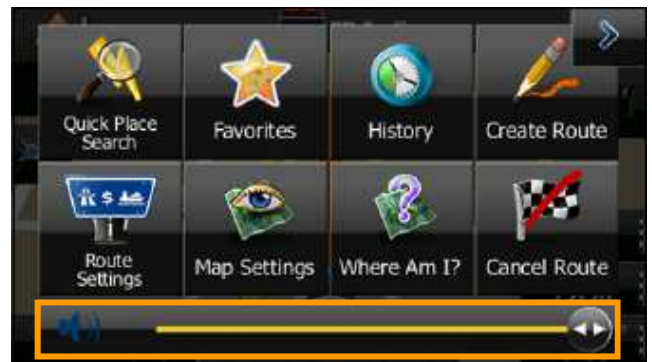 Quick Place
Search
Favorites
History
Create Route
Route
Settings
Map Settings
Where Am I?
Cancel Route